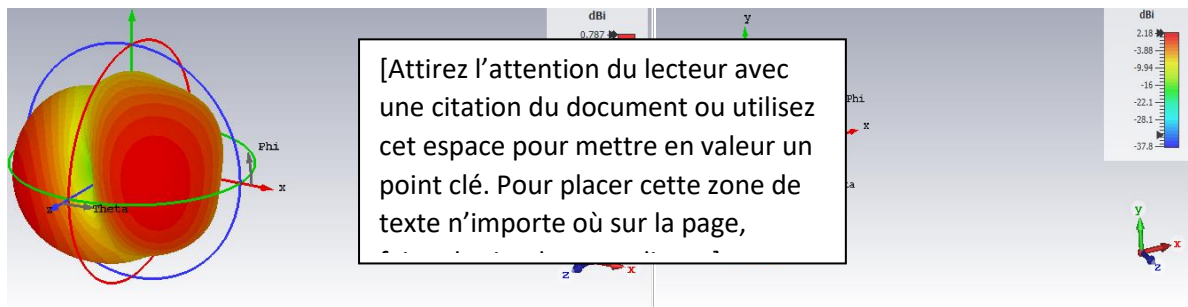 dBi
0.787
Phi
x
z
Theta
[Attirez l’attention du lecteur avec
une citation du document ou utilisez
cet espace pour mettre en valeur un
point clé. Pour placer cette zone de
texte n’importe où sur la page,
z
x
y
Phi
x
dBi
2.18
-3.88
-9.94
-16
-22.1
-28.1
-37.8
y
x
z